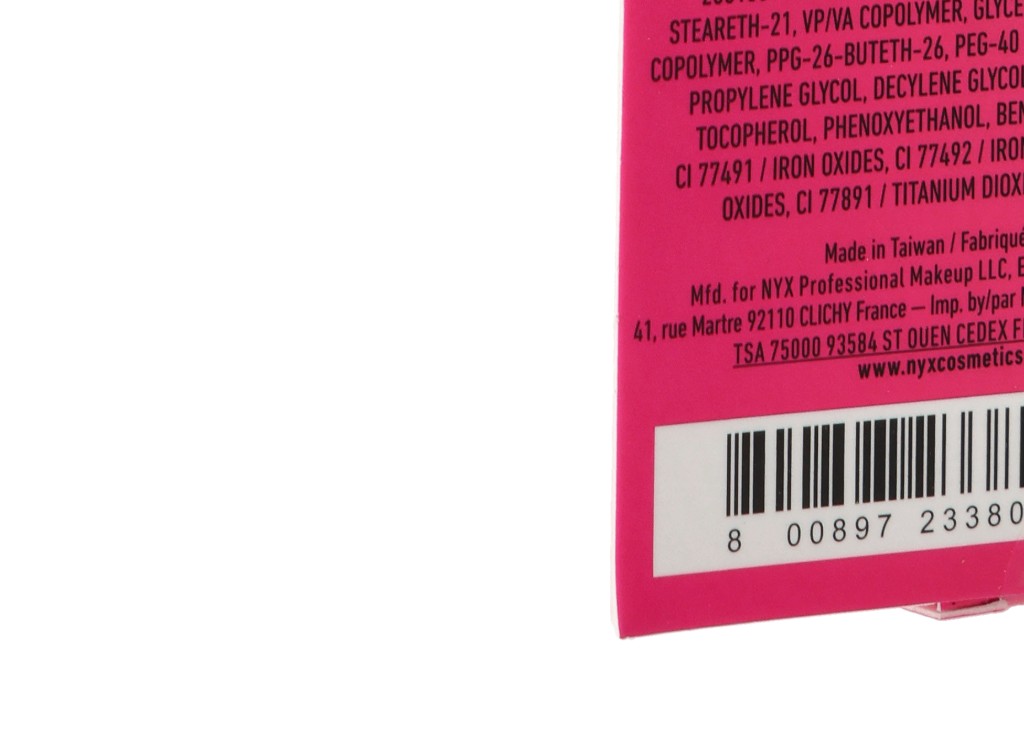 STEARETH-21, VP/VA COPOLYMER, GLYCE
COPOLYMER, PPG-26-BUTETH-26, PEG-40
PROPYLENE GLYCOL, DECYLENE GLYCOL
TOCOPHEROL, PHENOXYETHANOL, BEN
CI 77491 / IRON OXIDES, CI 77492 / IRON
OXIDES, CI 77891 / TITANIUM DIOXI
Made in Taiwan / Fabriqué
Mfd. for NYX Professional Makeup LLC, E
41, rue Martre 92110 CLICHY France — Imp. by/par
TSA 75000 93584 ST OUEN CEDEX F
www.nyxcosmetics
8 00897 23380